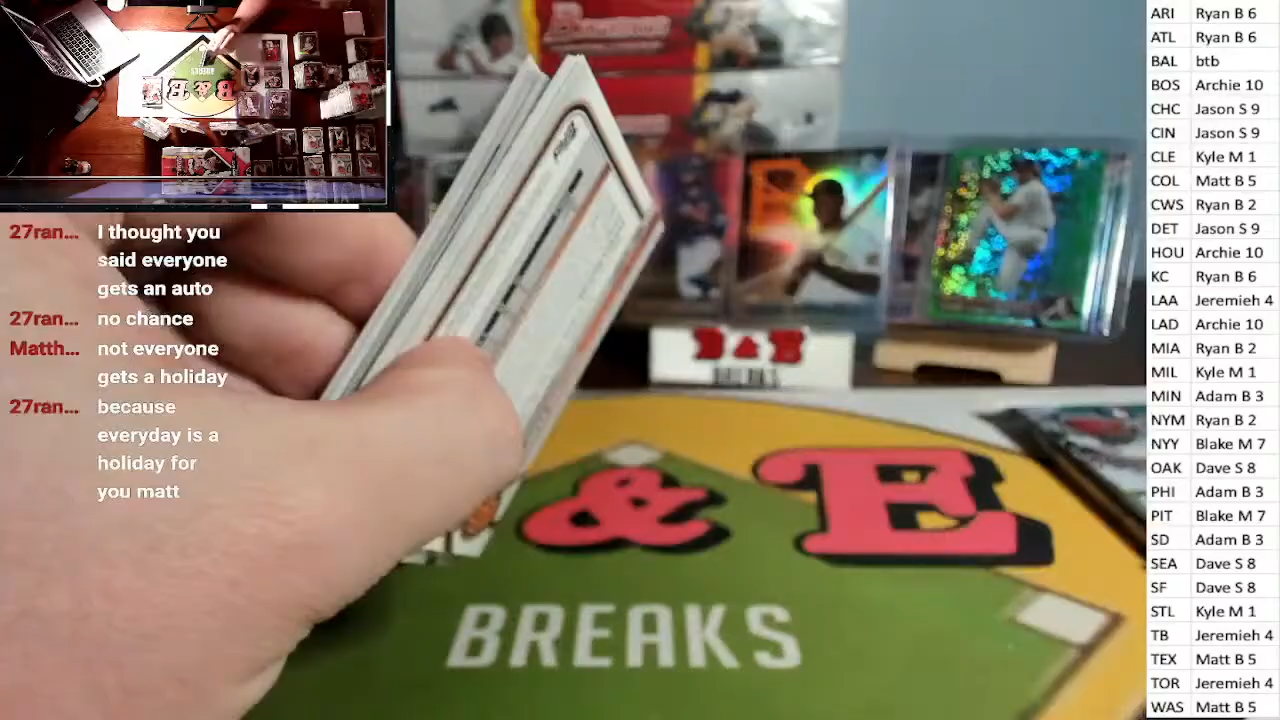 27ran... I thought you
said everyone
gets an auto
27ran... no chance
Matth... not everyone
gets a holiday
27ran... because
everyday is a
holiday for
you matt
B & E
BREAKS
& E
BREAKS
ARI Ryan B 6
ATL Ryan B 6
BAL btb
BOS Archie 10
CHC Jason S 9
CIN Jason S 9
CLE Kyle M 1
COL Matt B 5
CWS Ryan B 2
DET Jason S 9
HOU Archie 10
KC Ryan B 6
LAA Jeremieh 4
LAD Archie 10
MIA Ryan B 2
MIL Kyle M 1
MIN Adam B 3
NYM Ryan B 2
NYY Blake M 7
OAK Dave S 8
PHI Adam B 3
PIT Blake M 7
SD Adam B 3
SEA Dave S 8
SF Dave S 8
STL Kyle M 1
TB Jeremieh 4
TEX Matt B 5
TOR Jeremieh 4
WAS Matt B 5